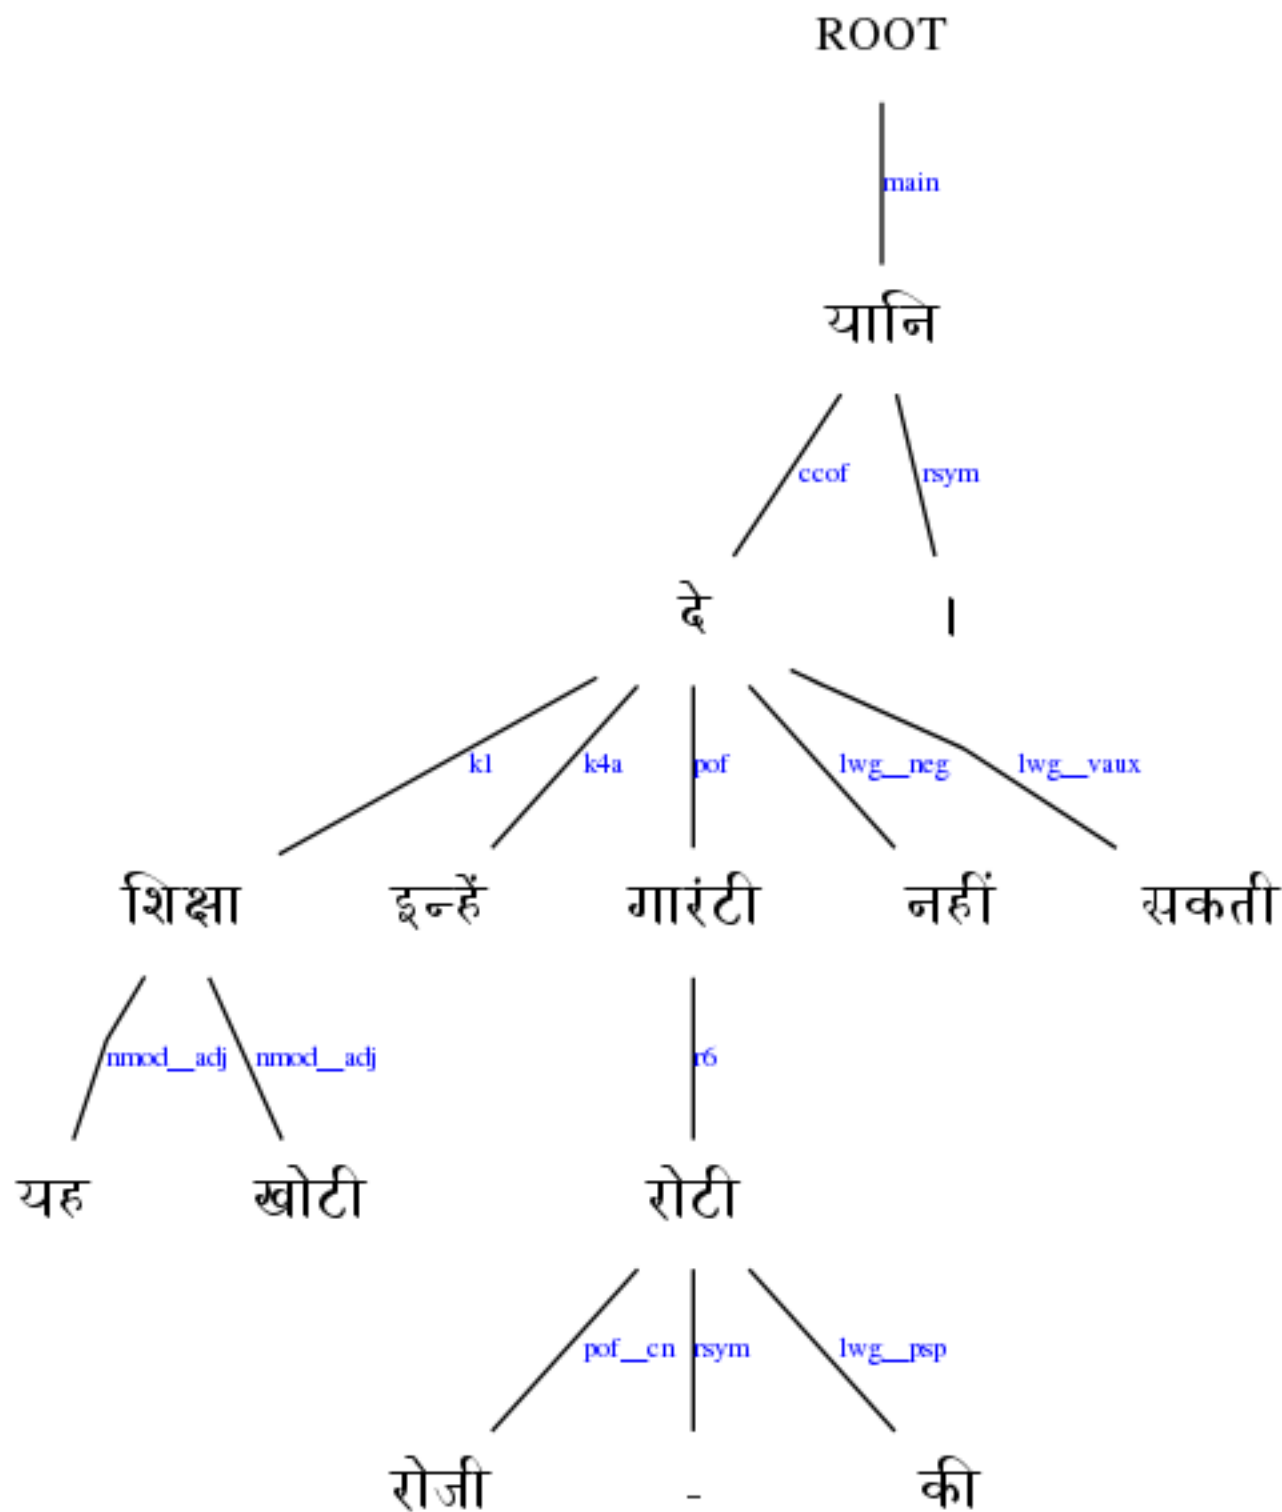 ROOT
main
यानि
ccof rsym
दे ।
k1 k4a pof lwg__neg lwg__vaux
शिक्षा इन्हें गारंटी नहीं सकती
nmod__adj nmod__adj r6
यह खोटी रोटी
pof__cn rsym lwg__psp
रोजी - की